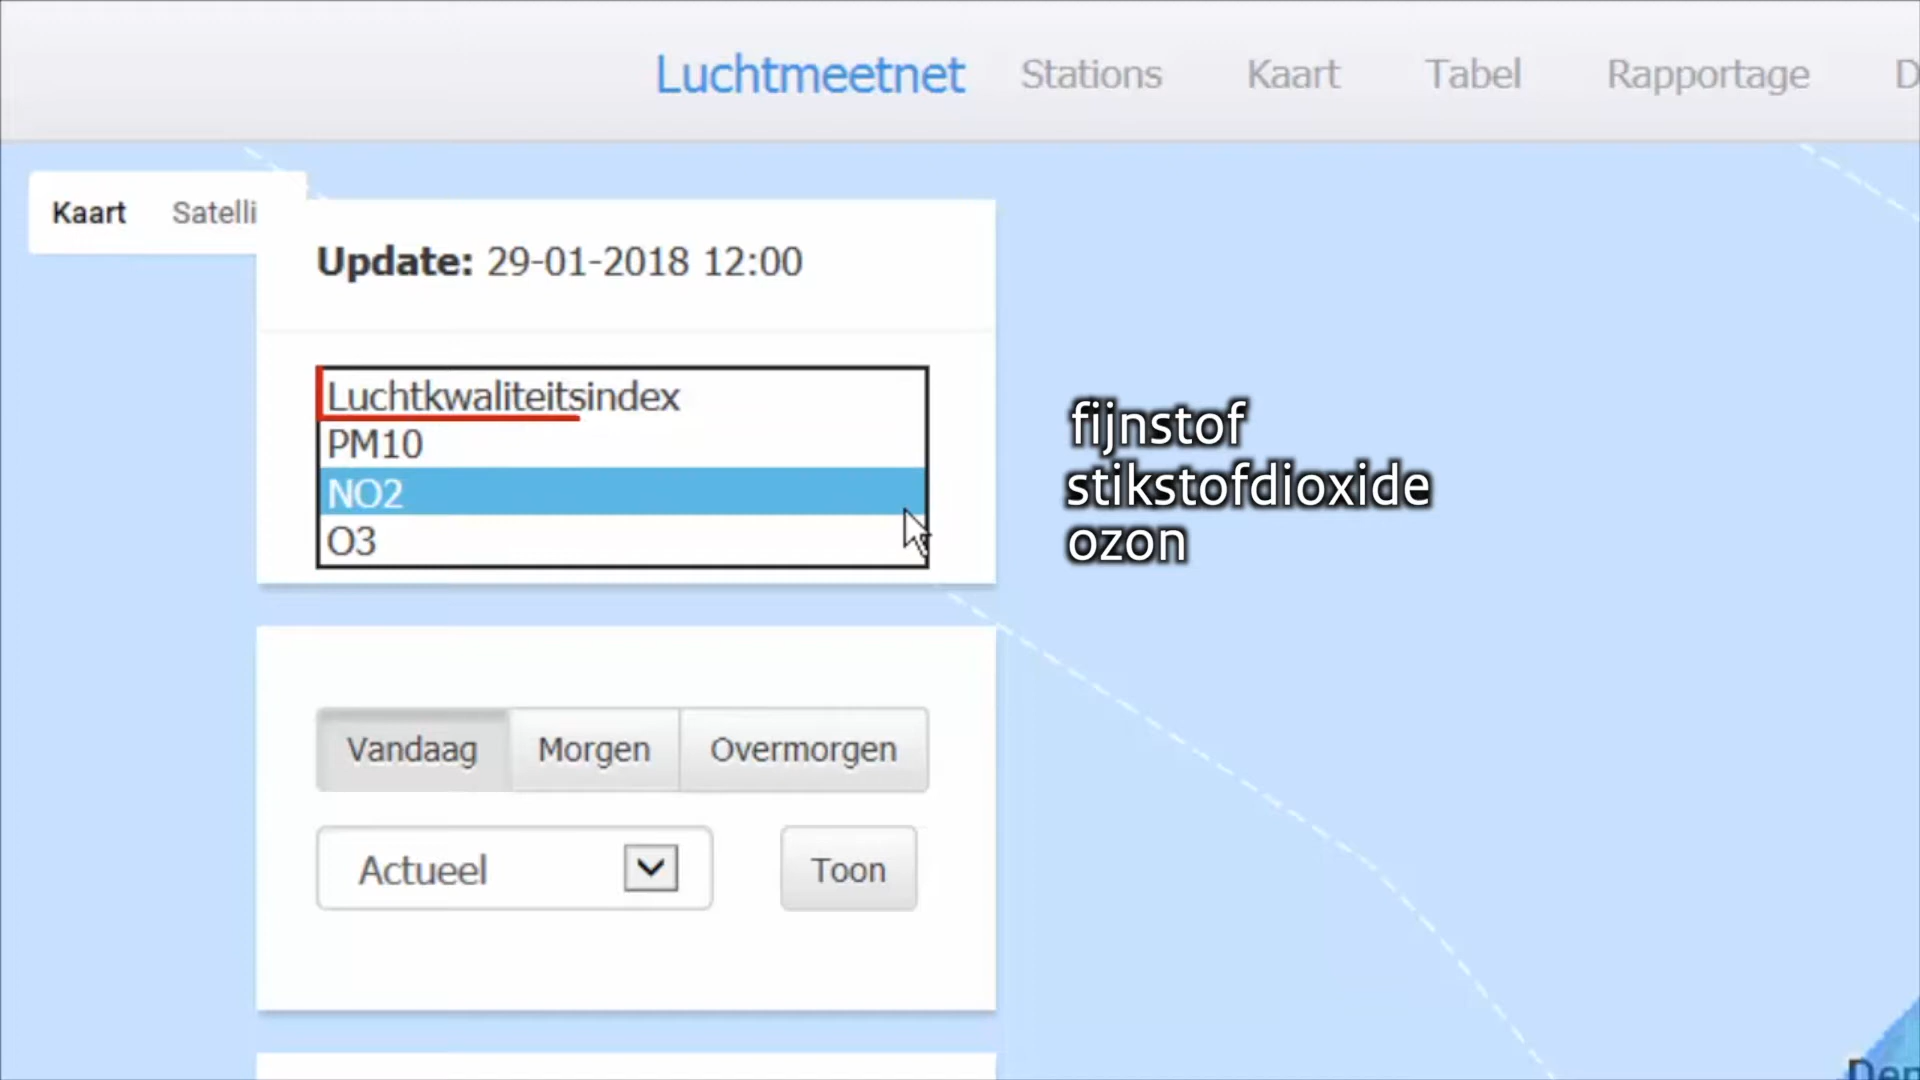 Luchtmeetnet Stations Kaart Tabel Rapportage
Kaart Satelli
Update: 29-01-2018 12:00
Luchtkwaliteitsindex
PM10
NO2
O3
fijnstof
stikstofdioxide
ozon
Vandaag Morgen Overmorgen
Actueel Toon